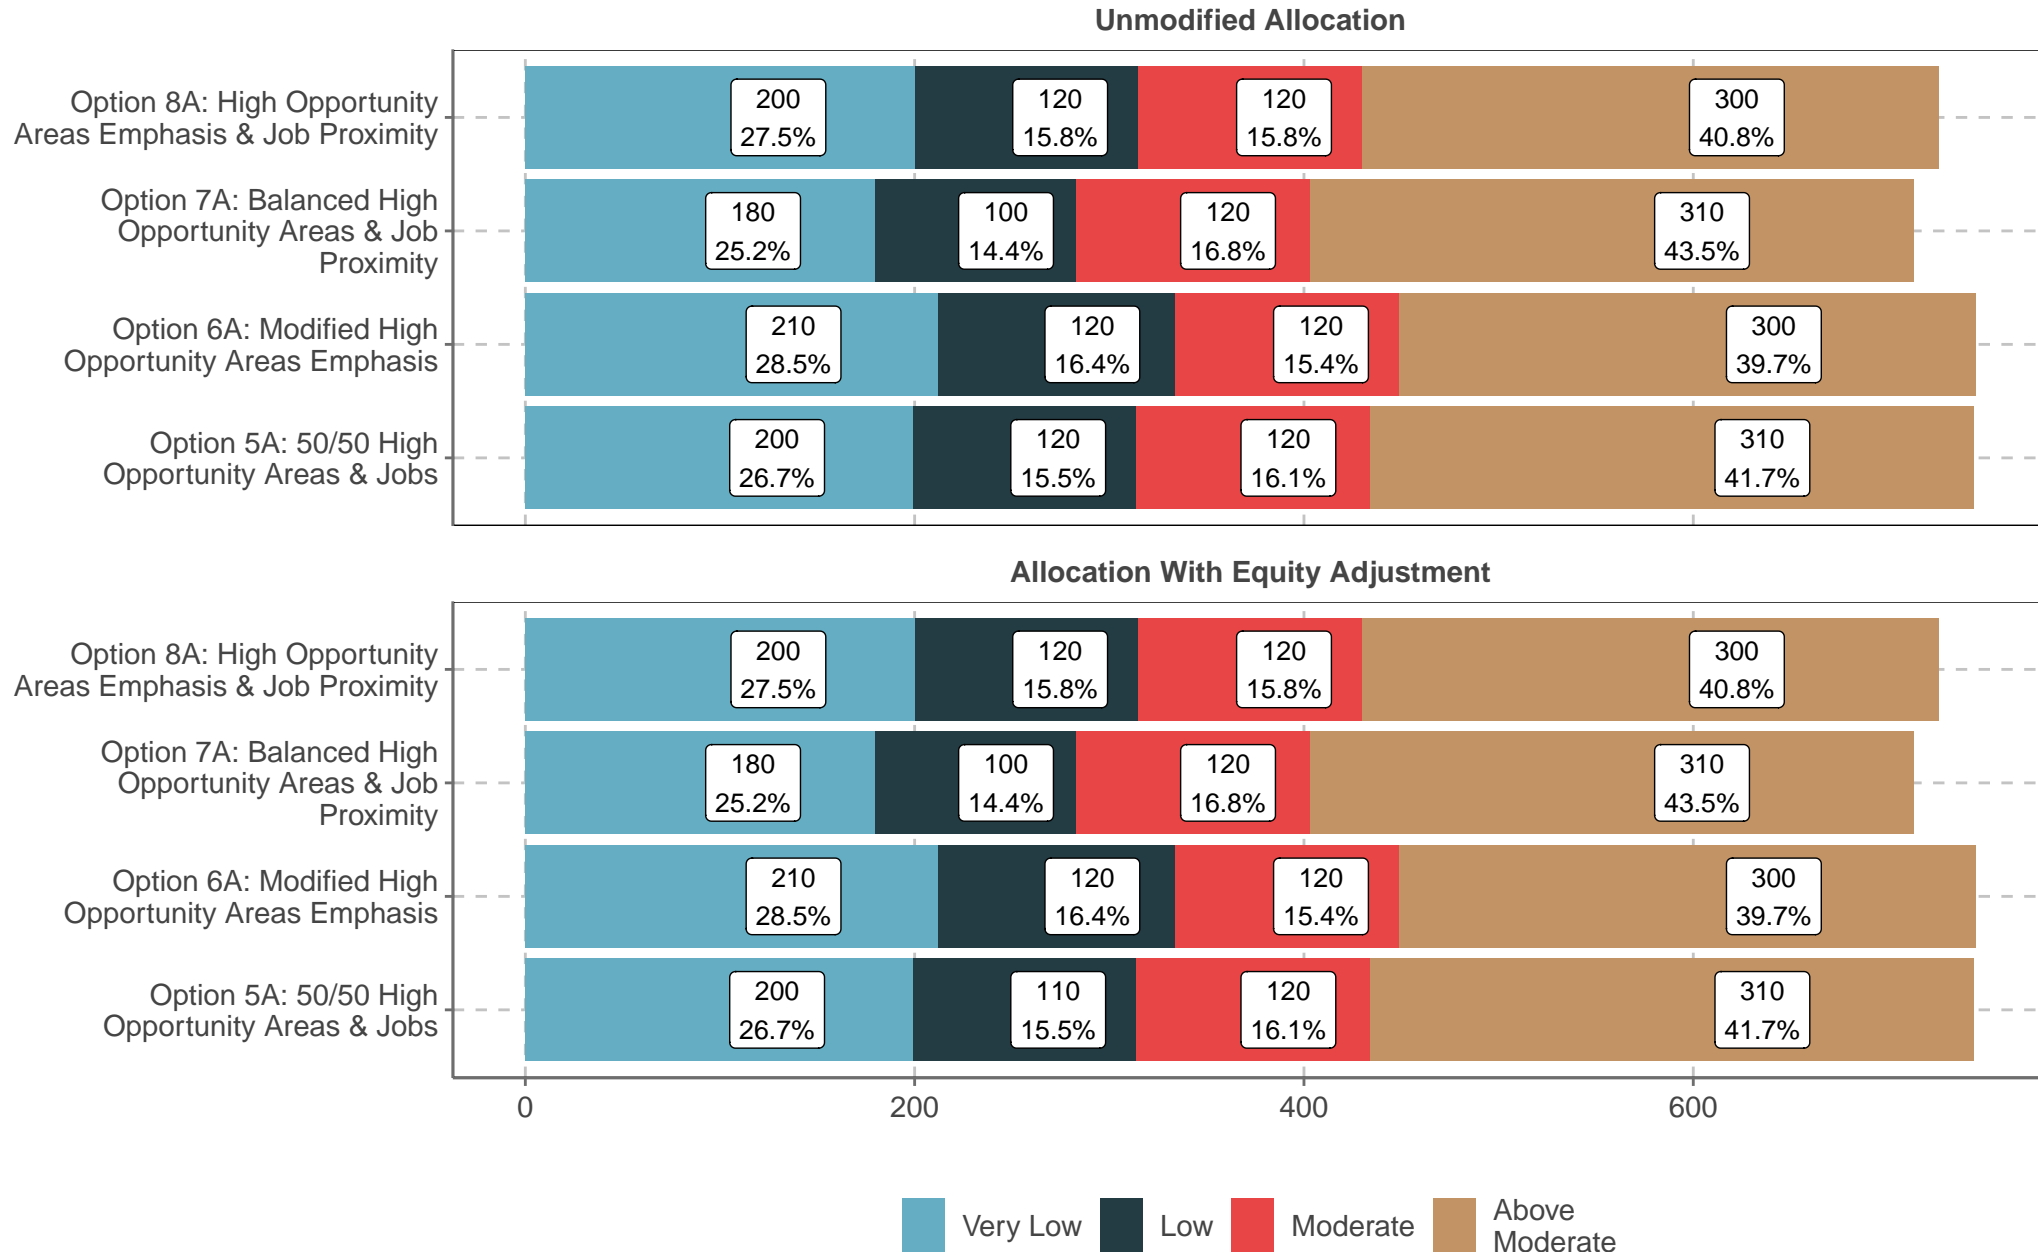 Unmodified Allocation
Option 8A: High Opportunity
Areas Emphasis & Job Proximity
200
27.5%
120
15.8%
120
15.8%
300
40.8%
Option 7A: Balanced High
Opportunity Areas & Job
Proximity
180
25.2%
100
14.4%
120
16.8%
310
43.5%
Option 6A: Modified High
Opportunity Areas Emphasis
210
28.5%
120
16.4%
120
15.4%
300
39.7%
Option 5A: 50/50 High
Opportunity Areas & Jobs
200
26.7%
120
15.5%
120
16.1%
310
41.7%
Allocation With Equity Adjustment
Option 8A: High Opportunity
Areas Emphasis & Job Proximity
200
27.5%
120
15.8%
120
15.8%
300
40.8%
Option 7A: Balanced High
Opportunity Areas & Job
Proximity
180
25.2%
100
14.4%
120
16.8%
310
43.5%
Option 6A: Modified High
Opportunity Areas Emphasis
210
28.5%
120
16.4%
120
15.4%
300
39.7%
Option 5A: 50/50 High
Opportunity Areas & Jobs
200
26.7%
110
15.5%
120
16.1%
310
41.7%
0
200
400
600
Very Low
Low
Moderate
Above
Moderate